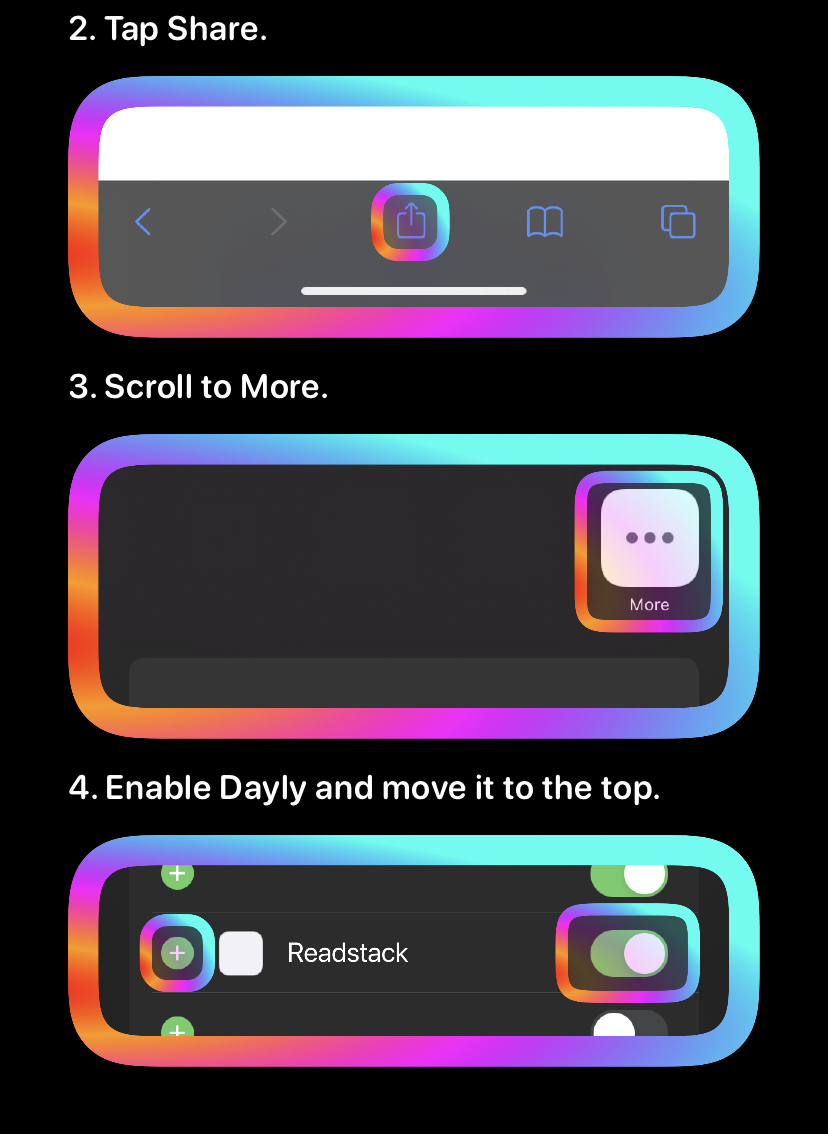 2. Tap Share.
3. Scroll to More.
More
4. Enable Dayly and move it to the top.
Readstack